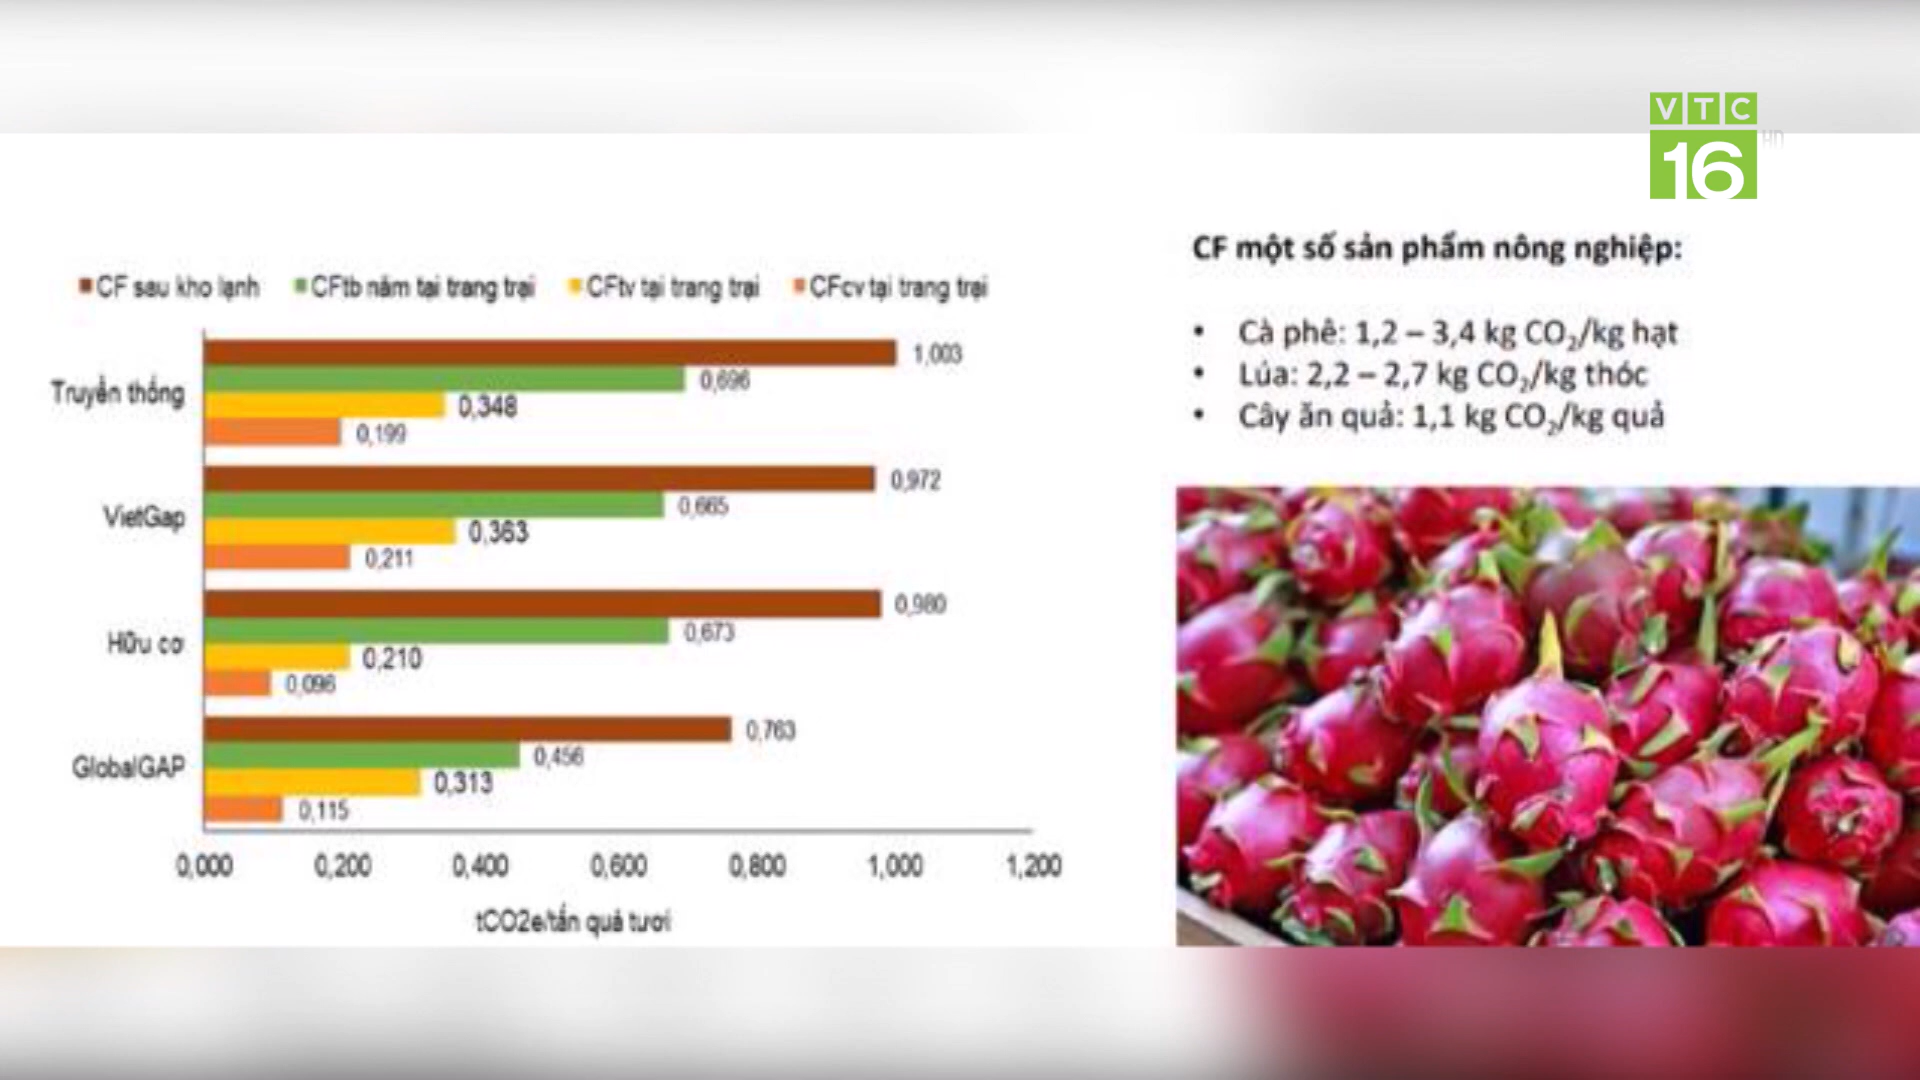 VTC
16
CF sau kho lạnh CFtb năm tại trang trại CFtv tại trang trại CFcv tại trang trại
Truyền thống
1,003
0,696
0,348
0,199
VietGap
0,972
0,665
0,363
0,211
Hữu cơ
0,980
0,673
0,210
0,096
GlobalGAP
0,763
0,456
0,313
0,115
0,000 0,200 0,400 0,600 0,800 1,000 1,200
tCO2e/tấn quả tươi
CF một số sản phẩm nông nghiệp:
• Cà phê: 1,2 – 3,4 kg CO₂/kg hạt
• Lúa: 2,2 – 2,7 kg CO₂/kg thóc
• Cây ăn quả: 1,1 kg CO₂/kg quả